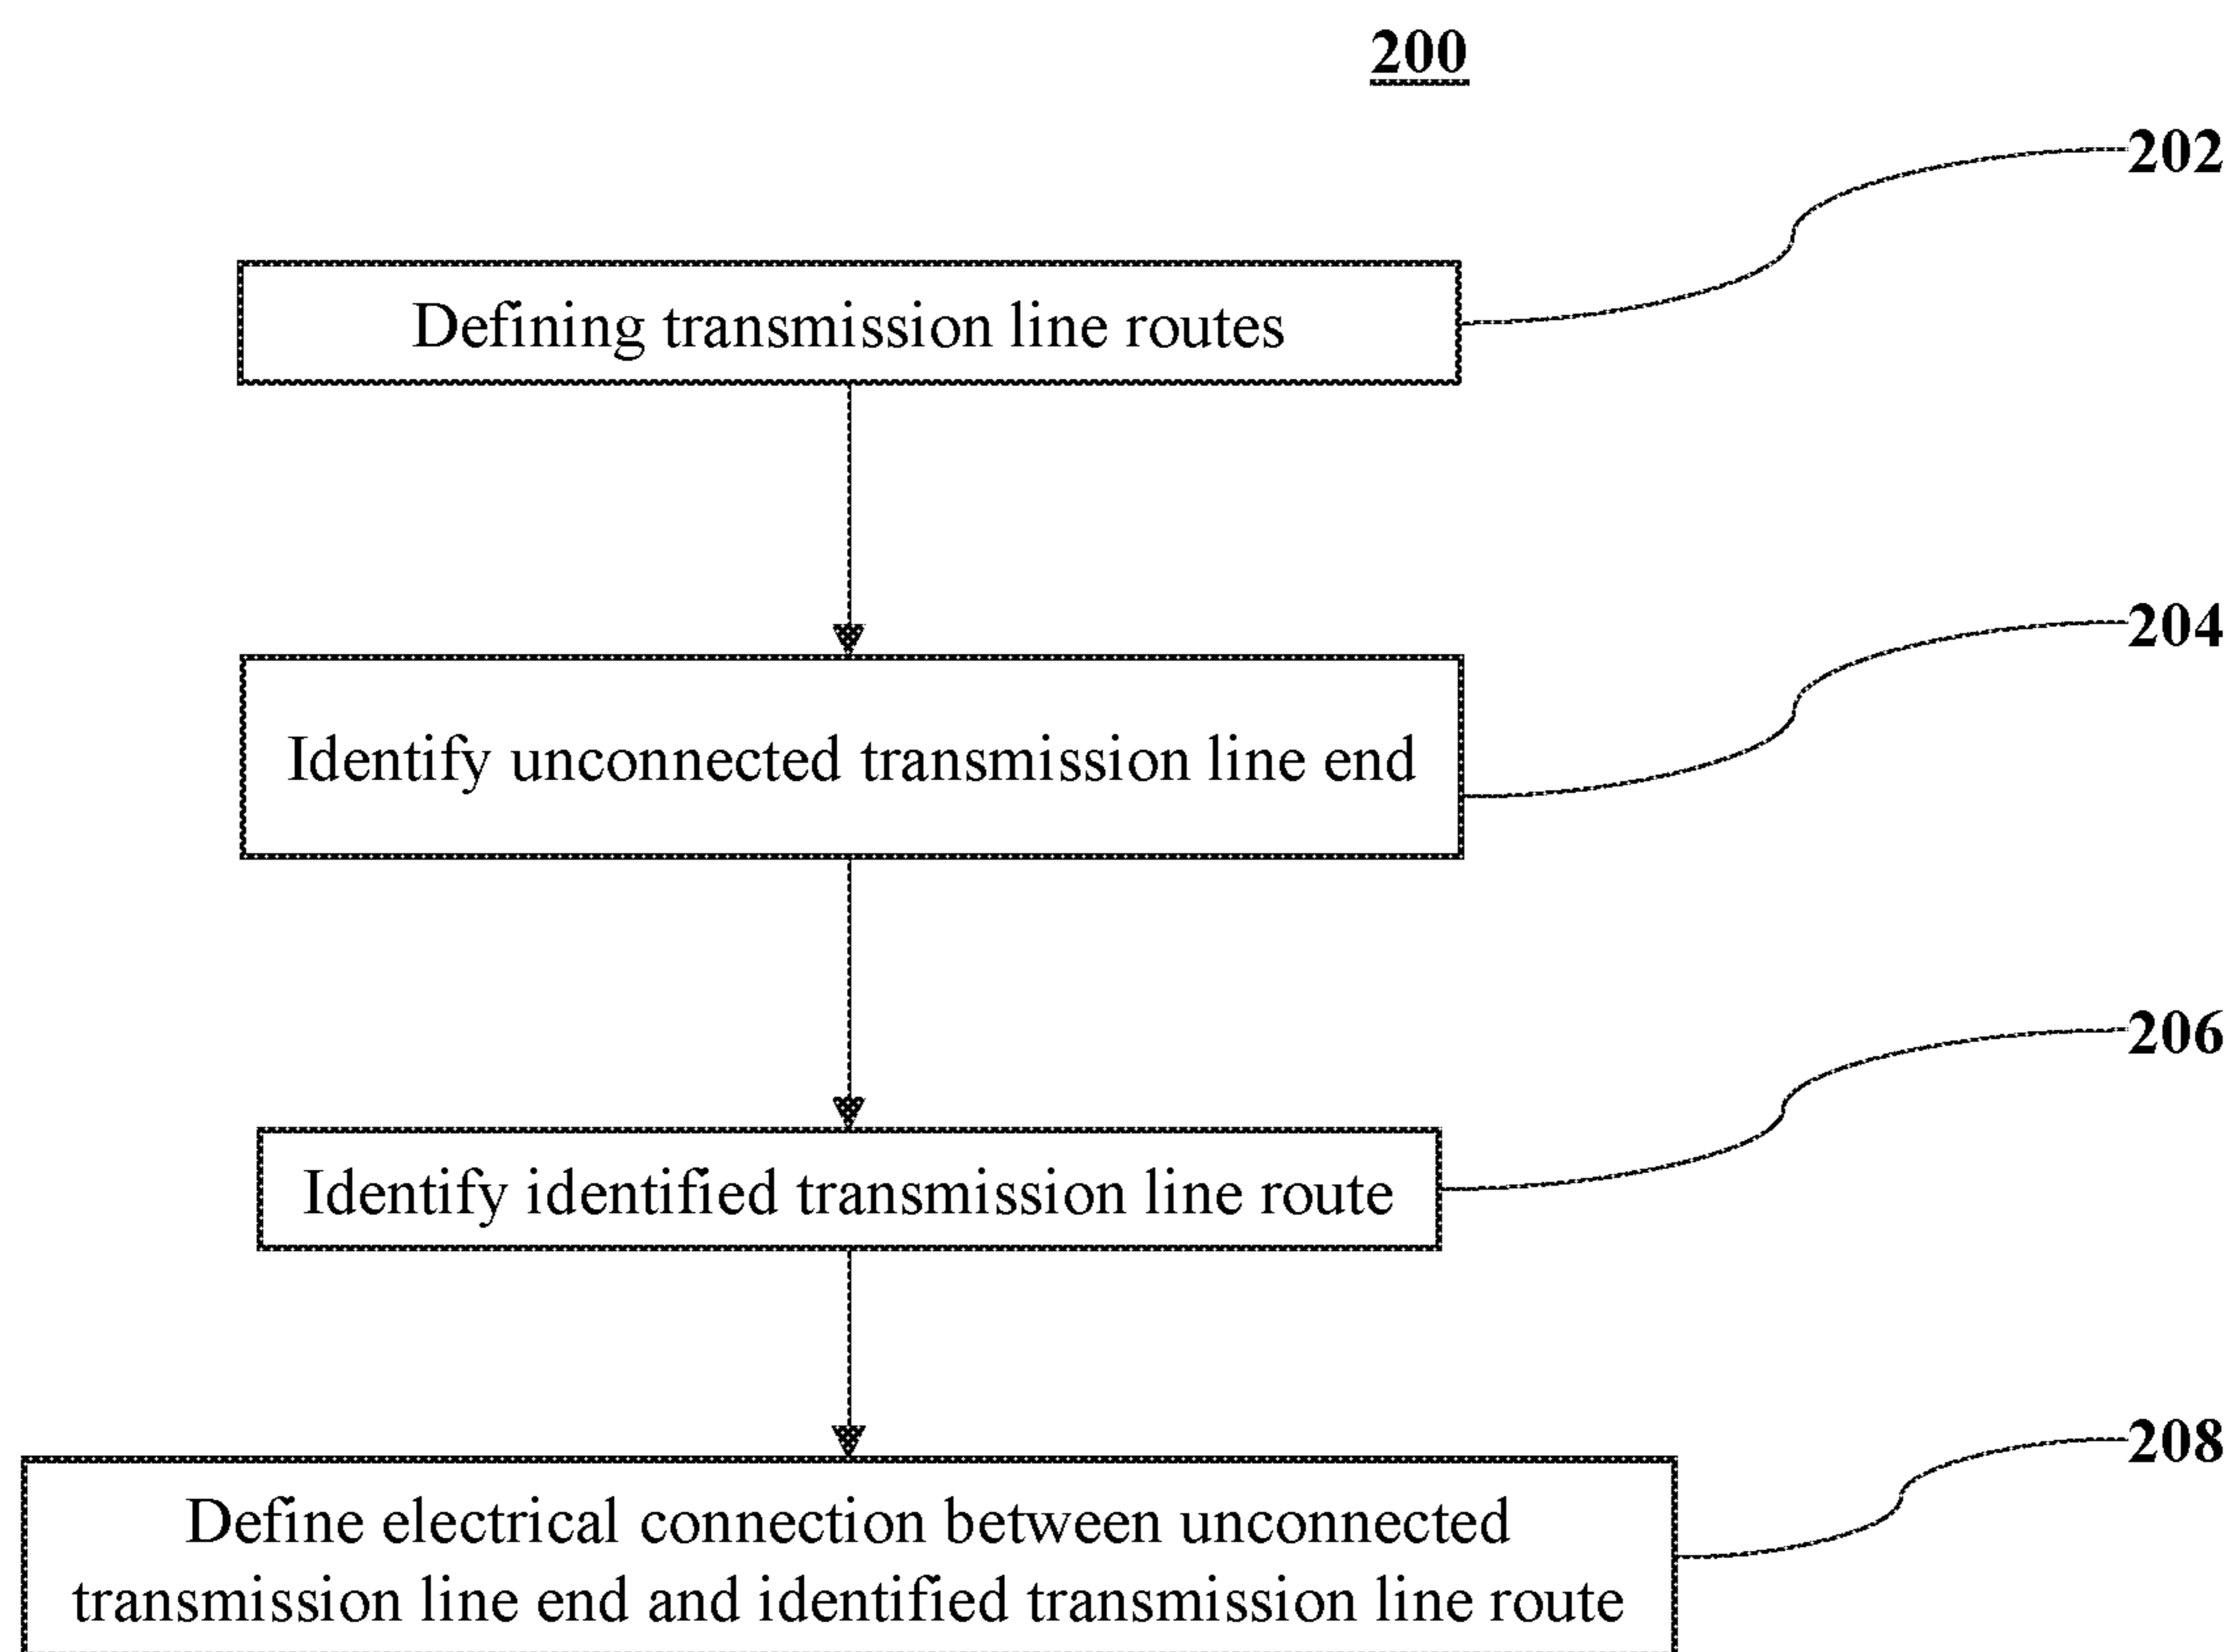 200
202
Defining transmission line routes
204
Identify unconnected transmission line end
206
Identify identified transmission line route
208
Define electrical connection between unconnected
transmission line end and identified transmission line route